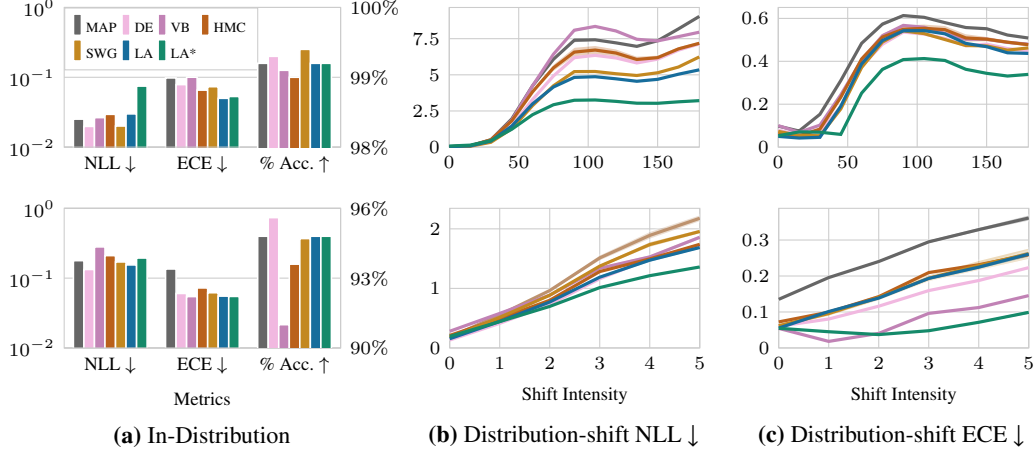 MAP DE VB HMC
SWG LA LA*
10⁰
10⁻¹
10⁻²
100%
99%
98%
NLL ↓ ECE ↓ % Acc. ↑
7.5
5.0
2.5
0
0 50 100 150
0.6
0.4
0.2
0
0 50 100 150
10⁰
10⁻¹
10⁻²
96%
93%
90%
NLL ↓ ECE ↓ % Acc. ↑
Metrics
2
1
0
0 1 2 3 4 5
Shift Intensity
0.3
0.2
0.1
0
0 1 2 3 4 5
Shift Intensity
(a) In-Distribution
(b) Distribution-shift NLL ↓
(c) Distribution-shift ECE ↓